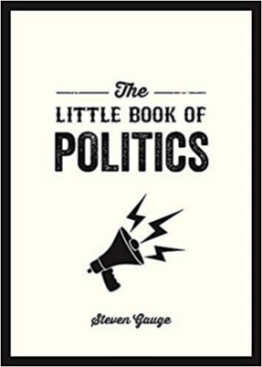 The
LITTLE BOOK OF
POLITICS
Steven Gauge